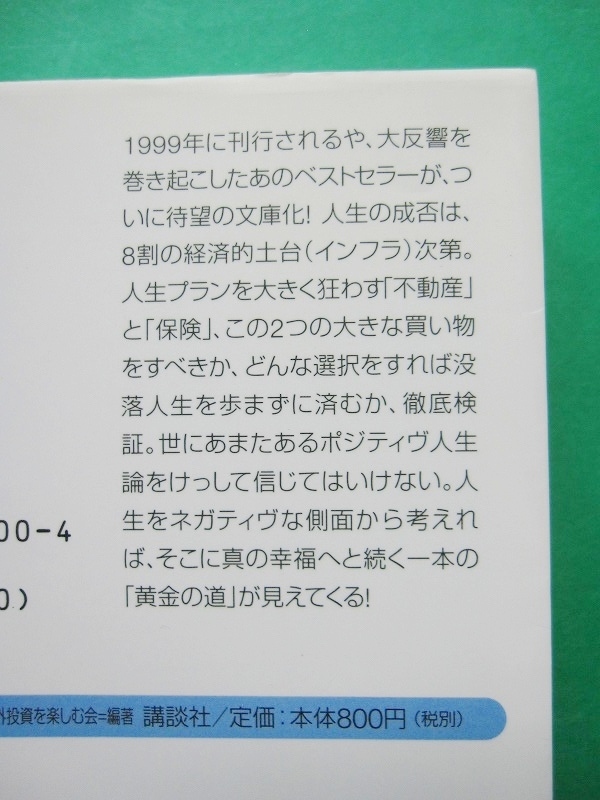 1999年に刊行されるや、大反響を
巻き起こしたあのベストセラーが、つ
いに待望の文庫化! 人生の成否は、
8割の経済的土台(インフラ)次第。
人生プランを大きく狂わす「不動産」
と「保険」、この2つの大きな買い物
をすべきか、どんな選択をすれば没
落人生を歩まずに済むか、徹底検
証。世にあまたあるポジティヴ人生
論をけっして信じてはいけない。人
生をネガティヴな側面から考えれ
ば、そこに真の幸福へと続く一本の
「黄金の道」が見えてくる!
00-4
0.)
外投資を楽しむ会=編著 講談社/定価:本体800円(税別)